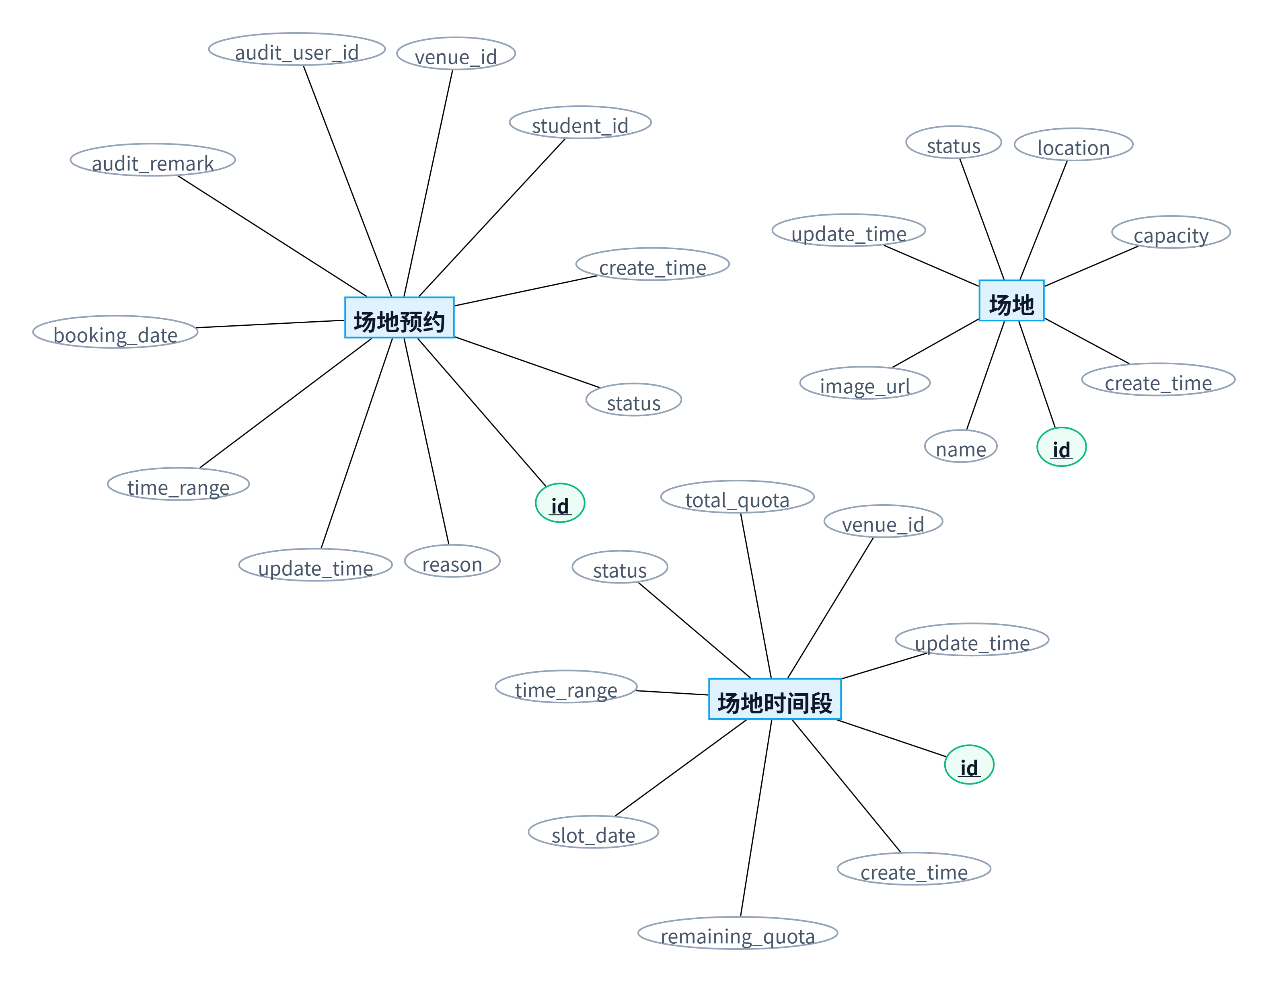 audit_user_id
venue_id
student_id
audit_remark
create_time
场地预约
booking_date
status
time_range
id
update_time
reason
status
location
update_time
capacity
场地
image_url
create_time
name
id
total_quota
venue_id
status
update_time
time_range
场地时间段
id
slot_date
create_time
remaining_quota